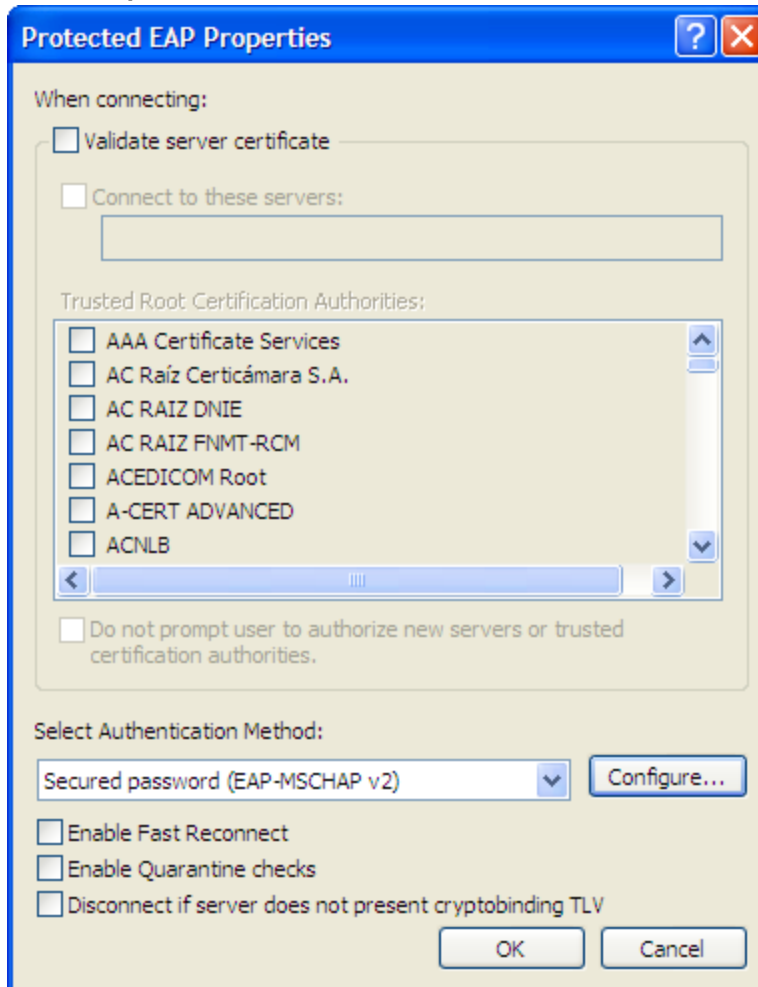 Protected EAP Properties
When connecting:
Validate server certificate
Connect to these servers:
Trusted Root Certification Authorities:
AAA Certificate Services
AC Raíz Certicámara S.A.
AC RAIZ DNIE
AC RAIZ FNMT-RCM
ACEDICOM Root
A-CERT ADVANCED
ACNLB
Do not prompt user to authorize new servers or trusted
certification authorities.
Select Authentication Method:
Secured password (EAP-MSCHAP v2)
Configure...
Enable Fast Reconnect
Enable Quarantine checks
Disconnect if server does not present cryptobinding TLV
OK
Cancel